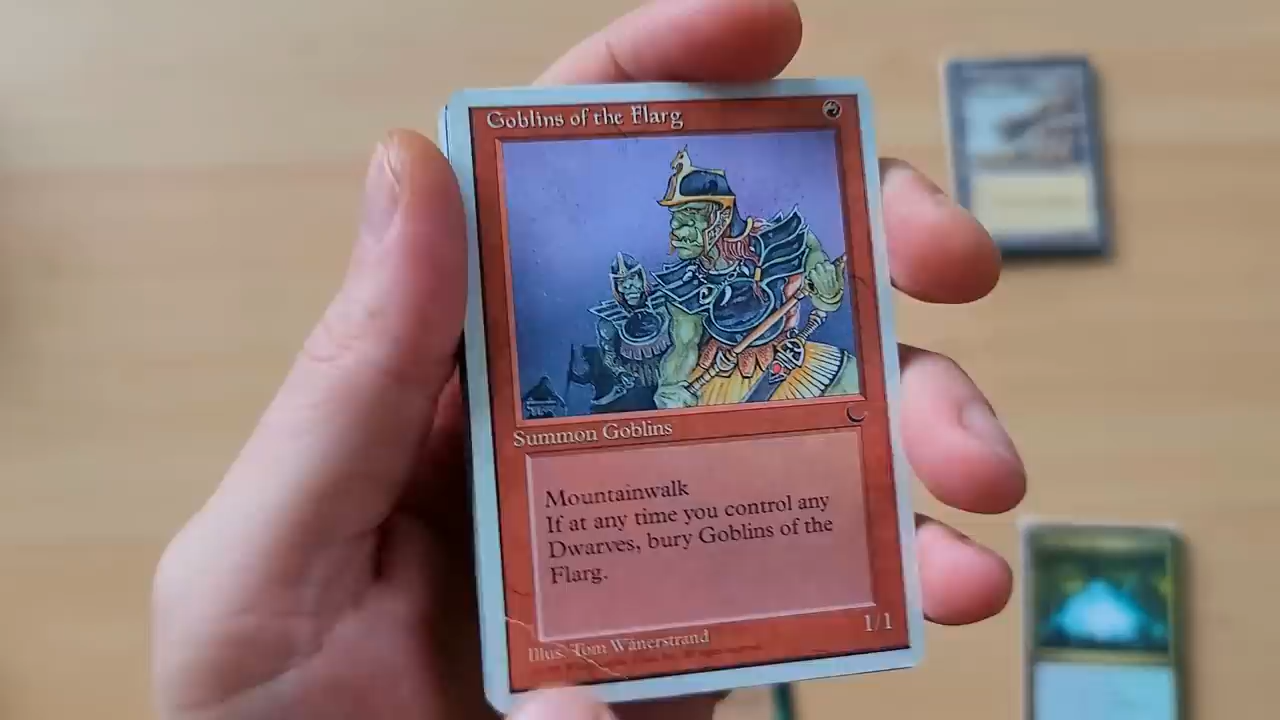 Goblins of the Flarg
Summon Goblins
Mountainwalk
If at any time you control any
Dwarves, bury Goblins of the
Flarg.
1/1
Illus. Tom Wänerstrand